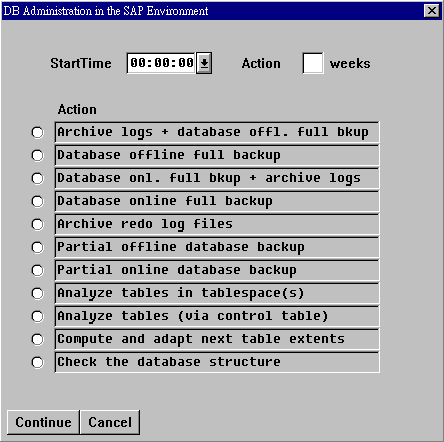 DB Administration in the SAP Environment
StartTime 00:00:00 Action weeks
Action
Archive logs + database offl. full bkup
Database offline full backup
Database onl. full bkup + archive logs
Database online full backup
Archive redo log files
Partial offline database backup
Partial online database backup
Analyze tables in tablespace(s)
Analyze tables (via control table)
Compute and adapt next table extents
Check the database structure
Continue Cancel